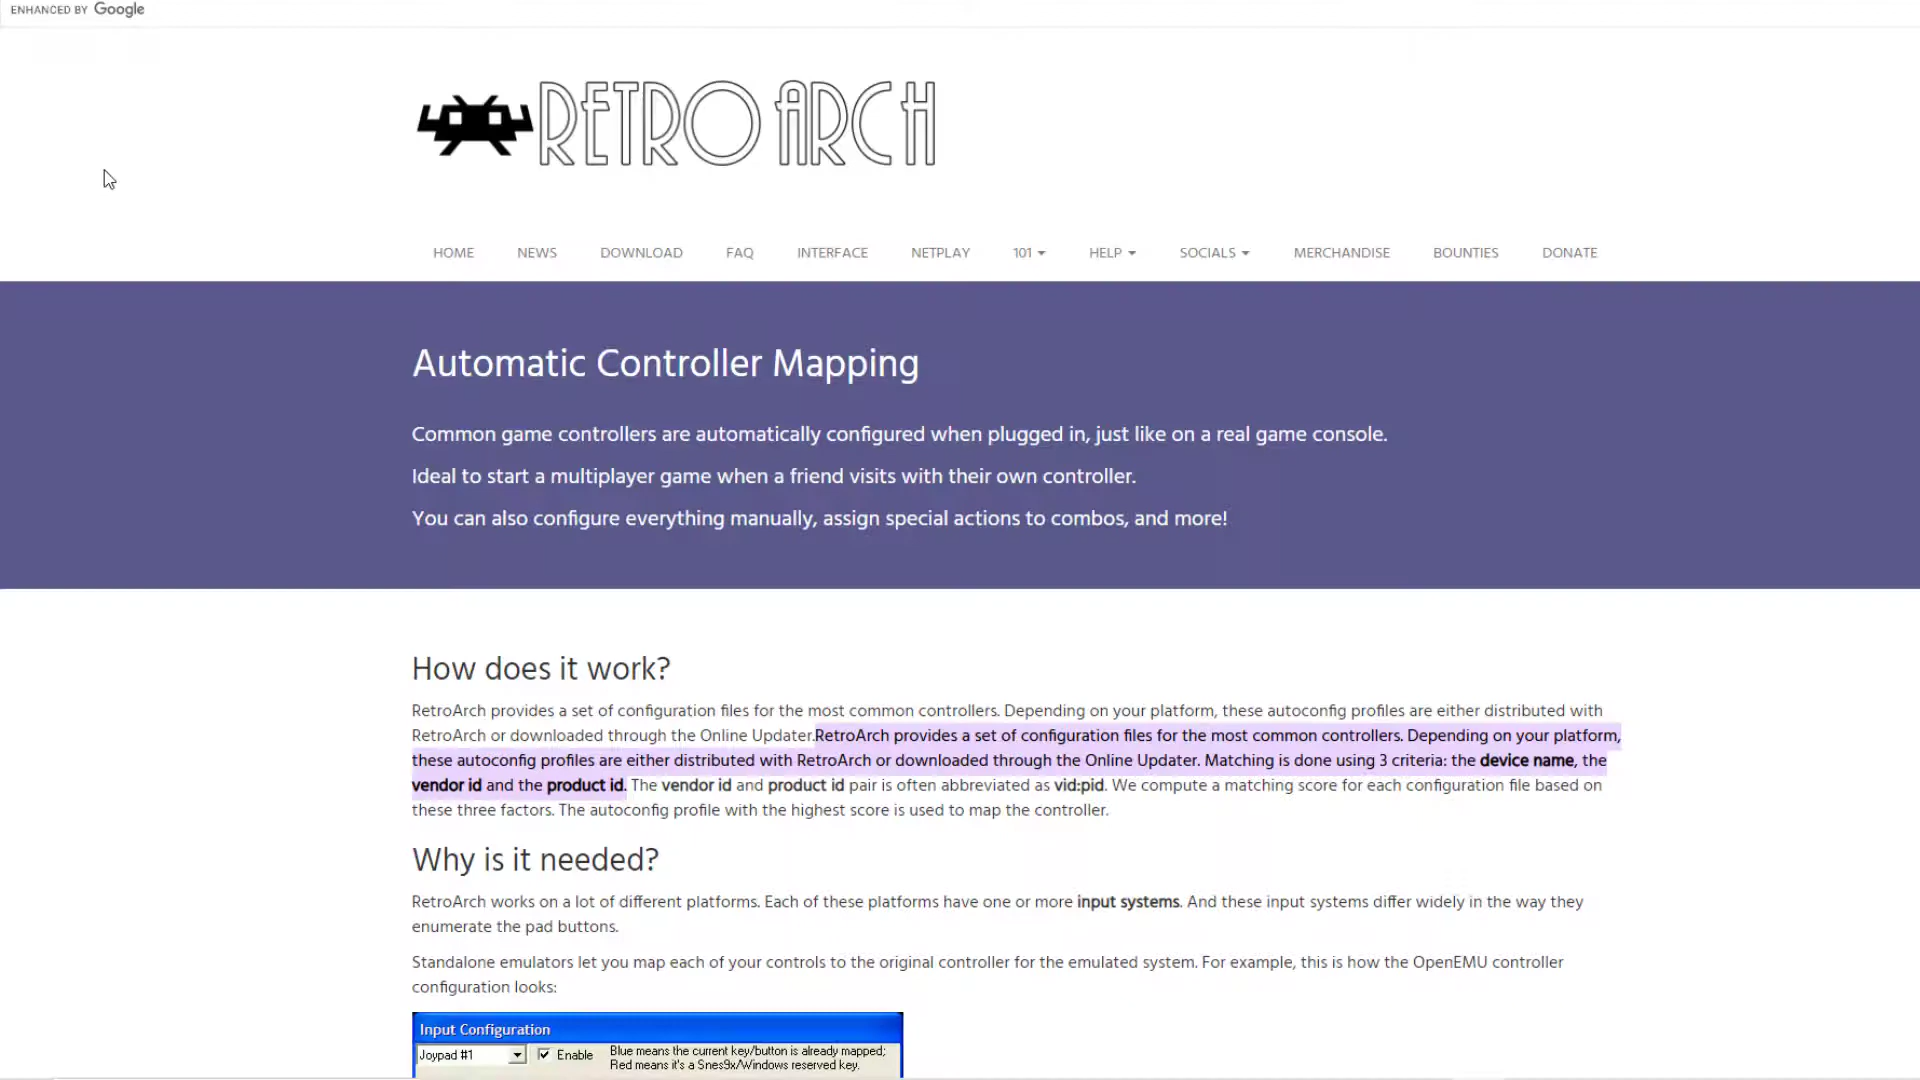 ENHANCED BY Google
RETROARCH
HOME NEWS DOWNLOAD FAQ INTERFACE NETPLAY 101 HELP SOCIALS MERCHANDISE BOUNTIES DONATE
Automatic Controller Mapping
Common game controllers are automatically configured when plugged in, just like on a real game console.
Ideal to start a multiplayer game when a friend visits with their own controller.
You can also configure everything manually, assign special actions to combos, and more!
How does it work?
RetroArch provides a set of configuration files for the most common controllers. Depending on your platform, these autoconfig profiles are either distributed with
RetroArch or downloaded through the Online Updater.RetroArch provides a set of configuration files for the most common controllers. Depending on your platform,
these autoconfig profiles are either distributed with RetroArch or downloaded through the Online Updater. Matching is done using 3 criteria: the device name, the
vendor id and the product id. The vendor id and product id pair is often abbreviated as vid:pid. We compute a matching score for each configuration file based on
these three factors. The autoconfig profile with the highest score is used to map the controller.
Why is it needed?
RetroArch works on a lot of different platforms. Each of these platforms have one or more input systems. And these input systems differ widely in the way they
enumerate the pad buttons.
Standalone emulators let you map each of your controls to the original controller for the emulated system. For example, this is how the OpenEMU controller
configuration looks:
Input Configuration
Joypad #1 Enable Blue means the current key/button is already mapped;
Red means it's a Snes9x/Windows reserved key.